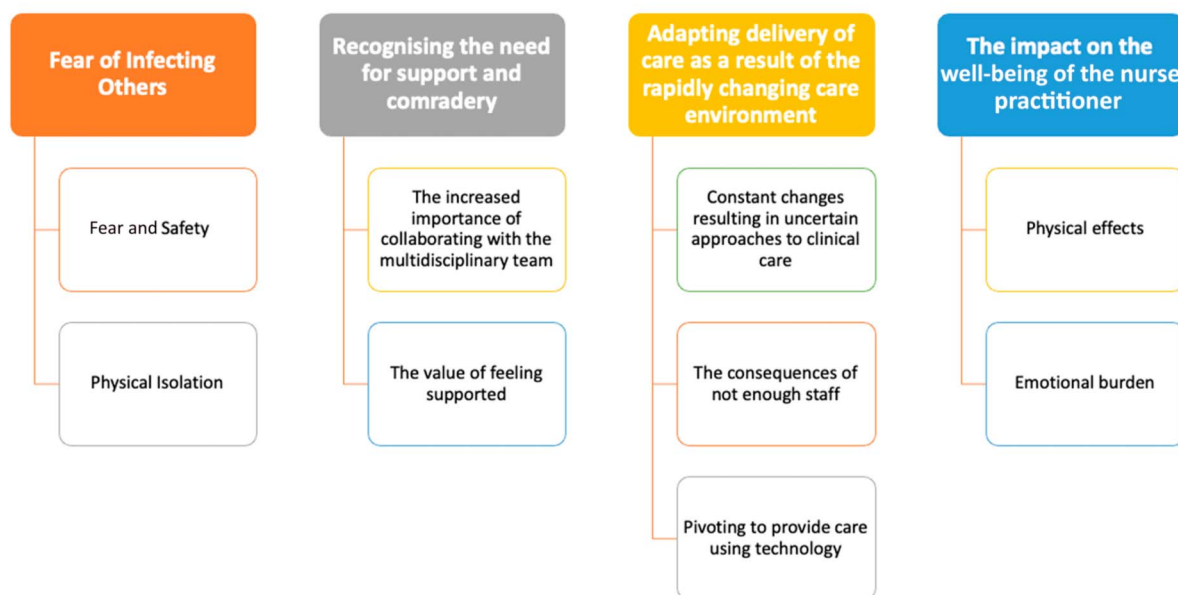 Fear of Infecting
Others
Fear and Safety
Physical Isolation
Recognising the need
for support and
comradery
The increased
importance of
collaborating with the
multidisciplinary team
The value of feeling
supported
Adapting delivery of
care as a result of the
rapidly changing care
environment
Constant changes
resulting in uncertain
approaches to clinical
care
The consequences of
not enough staff
Pivoting to provide care
using technology
The impact on the
well-being of the nurse
practitioner
Physical effects
Emotional burden